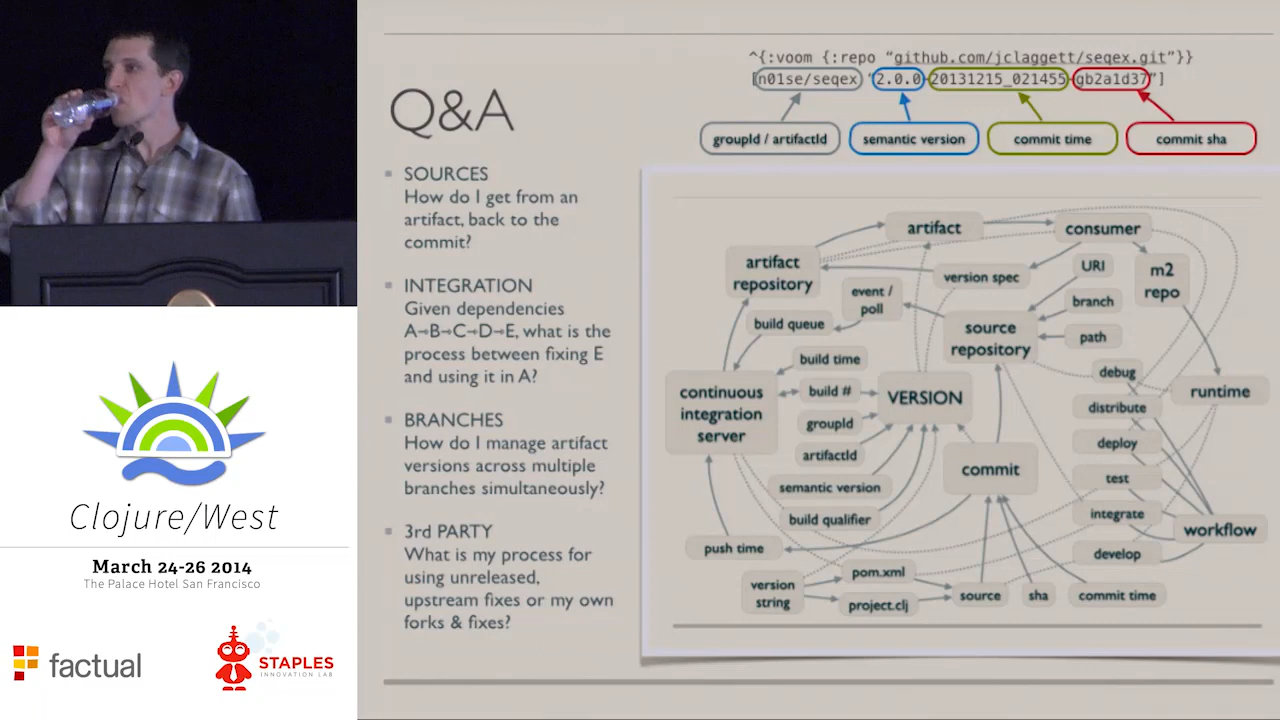 ^{:voom {:repo “github.com/jclaggett/seqex.git”}}
[n01se/seqex “2.0.0-20131215_021455-gb2a1d37”]
groupId / artifactId
semantic version
commit time
commit sha
Q&A
SOURCES
How do I get from an
artifact, back to the
commit?
INTEGRATION
Given dependencies
A→B→C→D→E, what is the
process between fixing E
and using it in A?
BRANCHES
How do I manage artifact
versions across multiple
branches simultaneously?
3rd PARTY
What is my process for
using unreleased,
upstream fixes or my own
forks & fixes?
artifact
consumer
artifact
repository
version spec
URI
m2
repo
event /
poll
branch
build queue
source
repository
path
build time
debug
continuous
integration
server
build #
VERSION
runtime
distribute
groupId
deploy
artifactId
commit
test
semantic version
integrate
build qualifier
workflow
push time
develop
version
string
pom.xml
project.clj
source
sha
commit time
Clojure/West
March 24-26 2014
The Palace Hotel San Francisco
factual
STAPLES
INNOVATION LAB